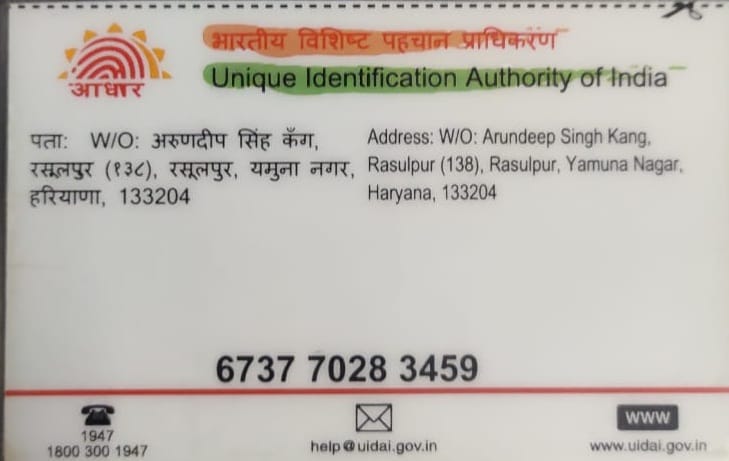 आधार
भारतीय विशिष्ट पहचान प्राधिकरण
Unique Identification Authority of India
पता: W/O: अरुणदीप सिंह कँग,
रसूलपुर (१३८), रसूलपुर, यमुना नगर,
हरियाणा, 133204
Address: W/O: Arundeep Singh Kang,
Rasulpur (138), Rasulpur, Yamuna Nagar,
Haryana, 133204
6737 7028 3459
1947
1800 300 1947
help@uidai.gov.in
WWW
www.uidai.gov.in